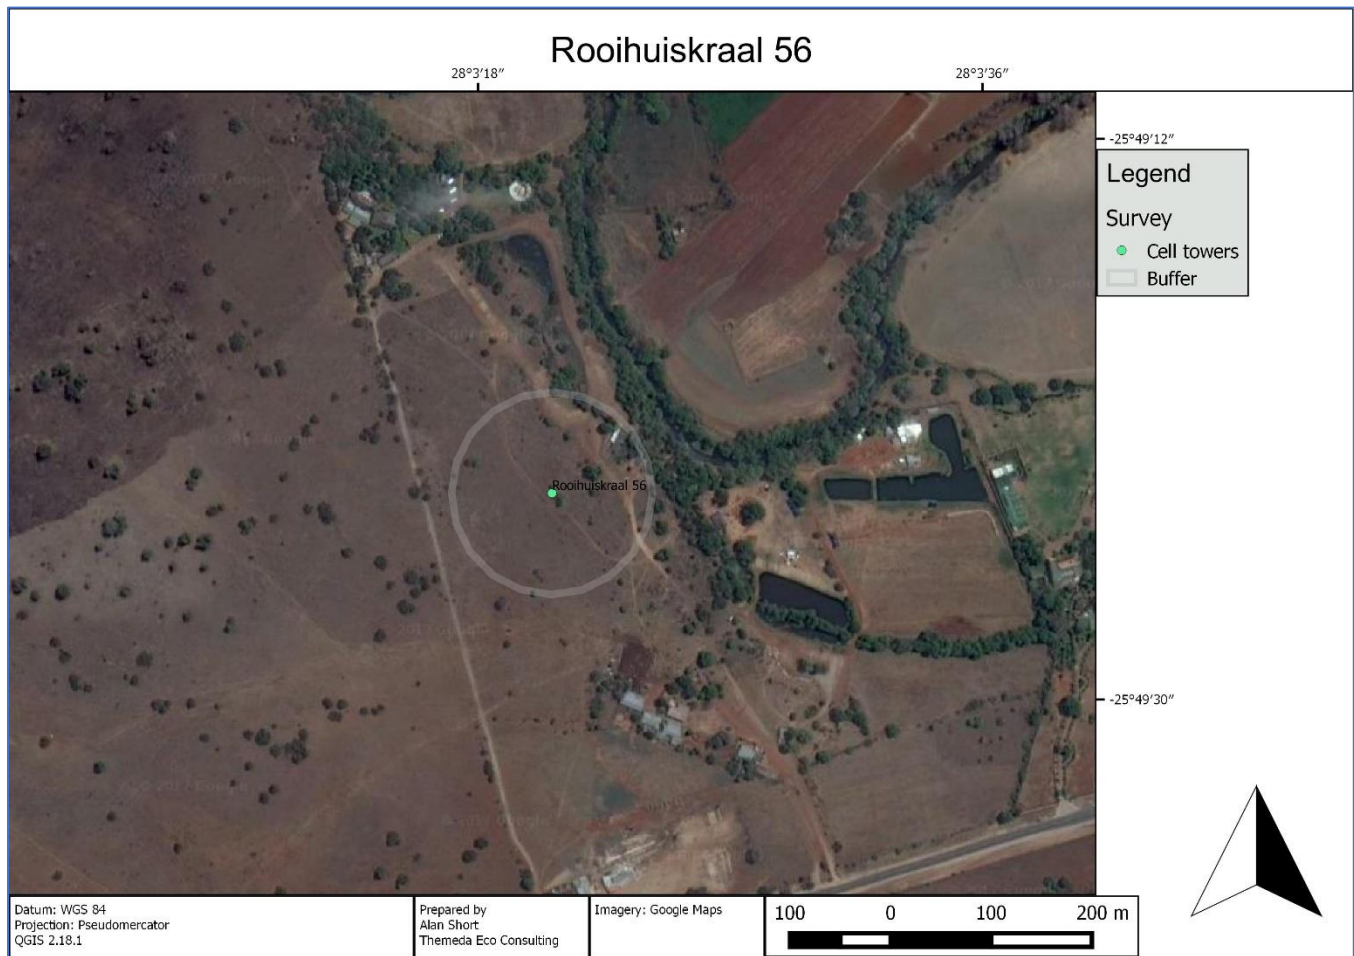 Rooihuiskraal 56
28°3'18"
28°3'36"
-25°49'12"
Legend
Survey
Cell towers
Buffer
Rooihuiskraal 56
-25°49'30"
Datum: WGS 84
Projection: Pseudomercator
QGIS 2.18.1
Prepared by
Alan Short
Themeda Eco Consulting
Imagery: Google Maps
100 0 100 200 m